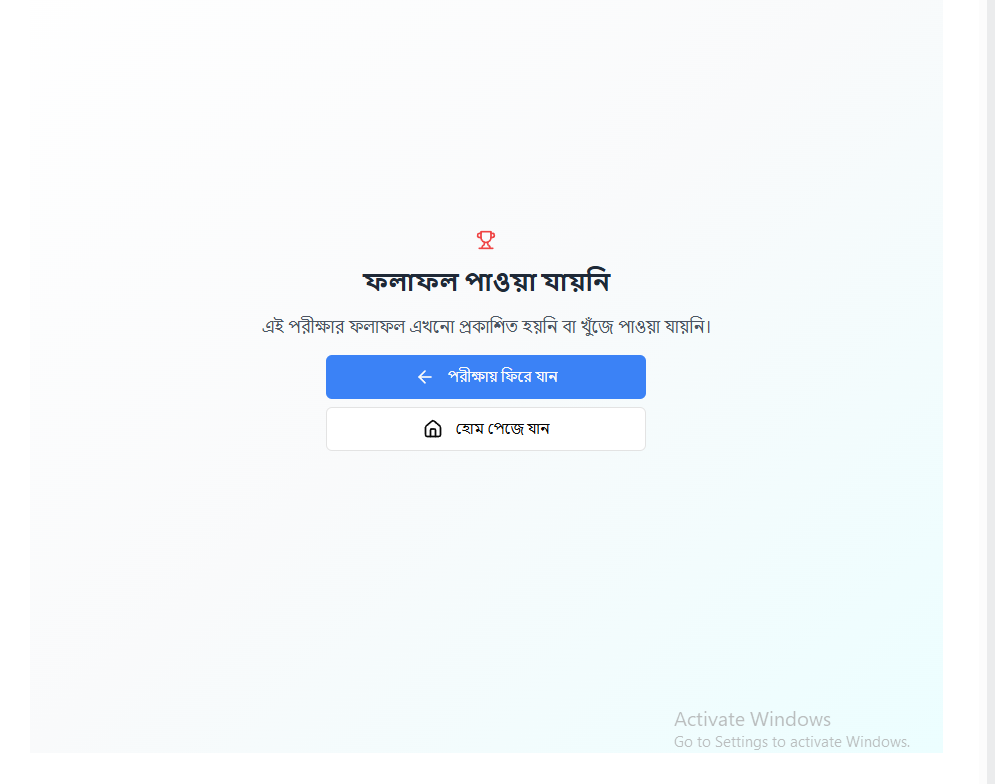 ফলাফল পাওয়া যায়নি
এই পরীক্ষার ফলাফল এখনো প্রকাশিত হয়নি বা খুঁজে পাওয়া যায়নি।
পরীক্ষায় ফিরে যান
হোম পেজে যান
Activate Windows
Go to Settings to activate Windows.